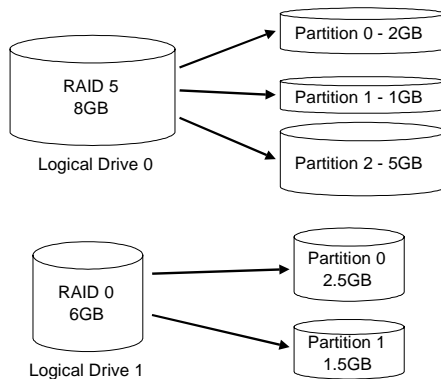 RAID 5
8GB
Logical Drive 0
Partition 0 - 2GB
Partition 1 - 1GB
Partition 2 - 5GB
RAID 0
6GB
Logical Drive 1
Partition 0
2.5GB
Partition 1
1.5GB